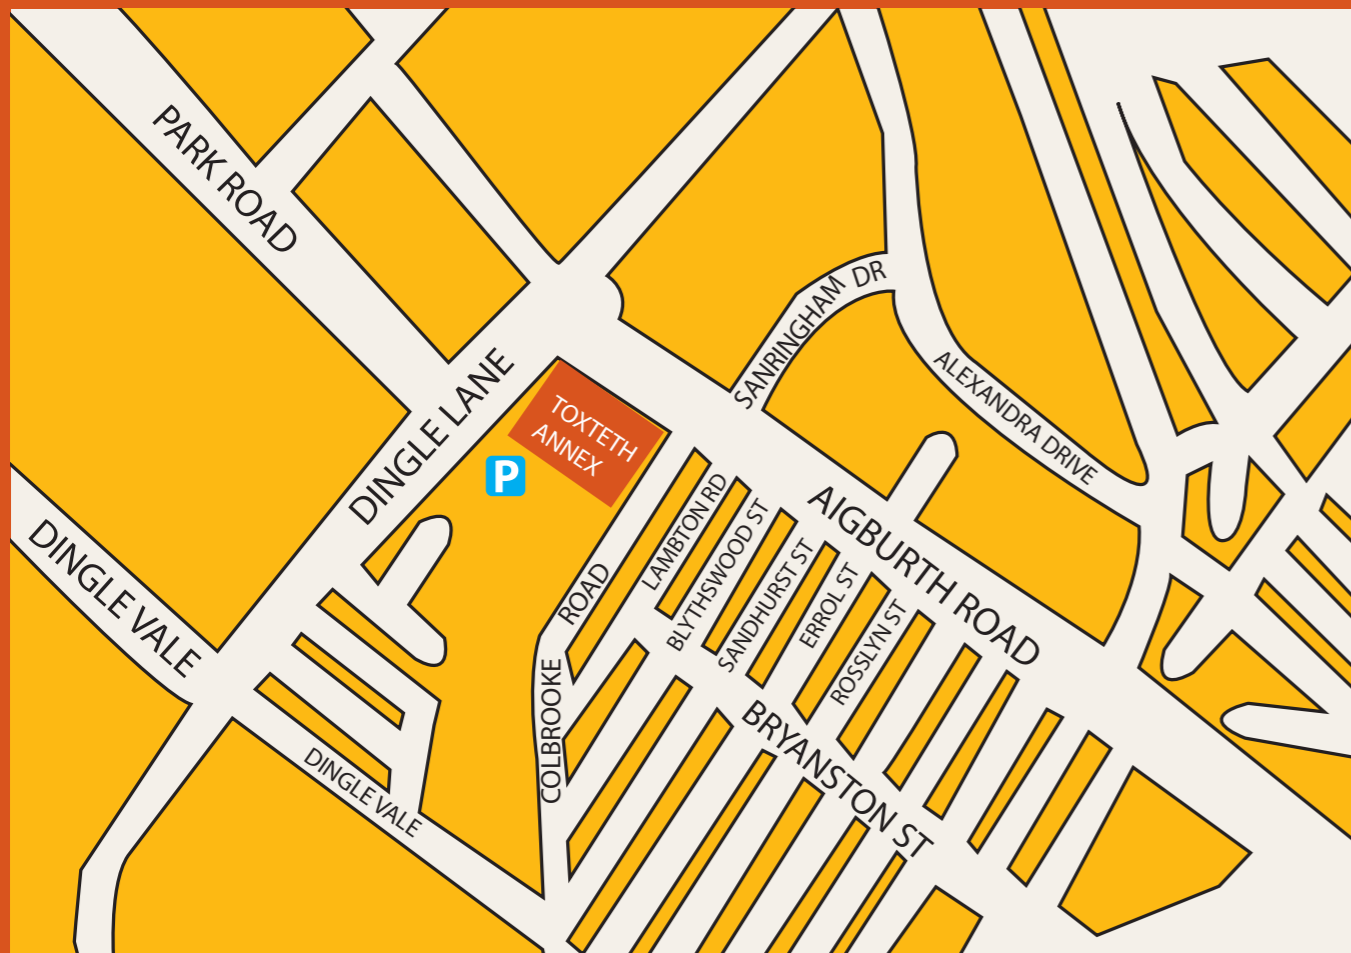 PARK ROAD
SANRINGHAM DR
DINGLE LANE
ALEXANDRA DRIVE
TOXTETH
ANNEX
P
LAMBTON RD
BLYTHSWOOD ST
SANDHURST ST
ERROL ST
ROSSLYN ST
AIGBURTH ROAD
DINGLE VALE
COLBROOKE ROAD
BRYANSTON ST
DINGLE VALE